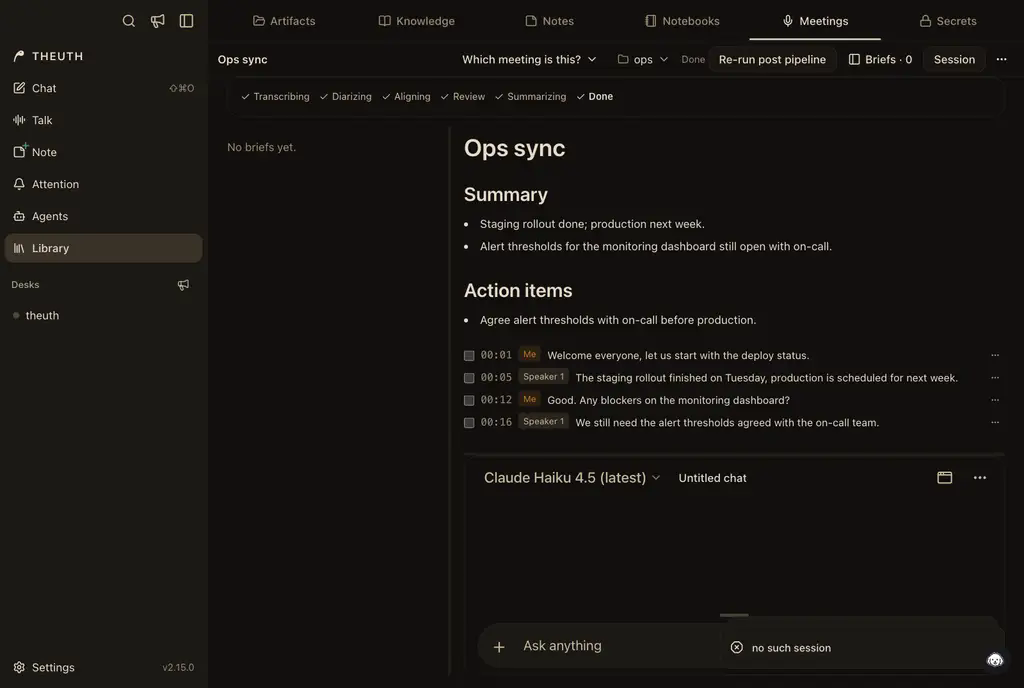 Artifacts
Knowledge
Notes
Notebooks
Meetings
Secrets
THEUTH
Chat ⇧⌘O
Talk
Note
Attention
Agents
Library
Desks
theuth
Settings v2.15.0
Ops sync
Which meeting is this?
ops
Done
Re-run post pipeline
Briefs · 0
Session
Transcribing
Diarizing
Aligning
Review
Summarizing
Done
No briefs yet.
Ops sync
Summary
• Staging rollout done; production next week.
• Alert thresholds for the monitoring dashboard still open with on-call.
Action items
• Agree alert thresholds with on-call before production.
00:01 Me Welcome everyone, let us start with the deploy status.
00:05 Speaker 1 The staging rollout finished on Tuesday, production is scheduled for next week.
00:12 Me Good. Any blockers on the monitoring dashboard?
00:16 Speaker 1 We still need the alert thresholds agreed with the on-call team.
Claude Haiku 4.5 (latest)
Untitled chat
Ask anything
no such session